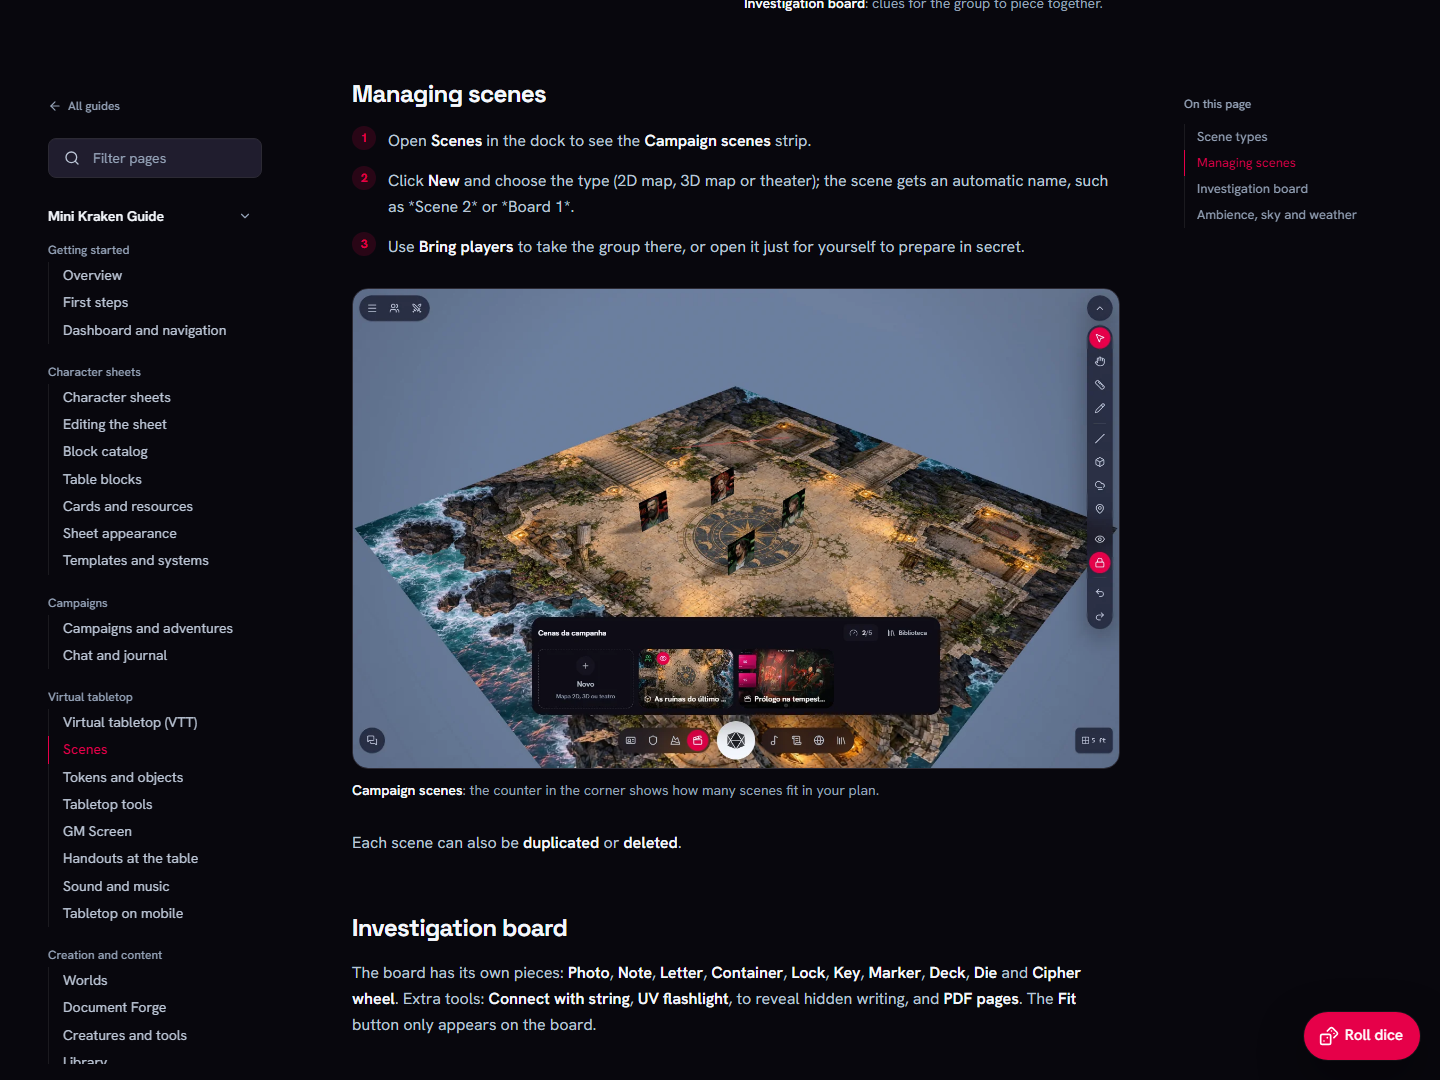 Investigation board: clues for the group to piece together.
All guides
Filter pages
Mini Kraken Guide
Getting started
Overview
First steps
Dashboard and navigation
Character sheets
Character sheets
Editing the sheet
Block catalog
Table blocks
Cards and resources
Sheet appearance
Templates and systems
Campaigns
Campaigns and adventures
Chat and journal
Virtual tabletop
Virtual tabletop (VTT)
Scenes
Tokens and objects
Tabletop tools
GM Screen
Handouts at the table
Sound and music
Tabletop on mobile
Creation and content
Worlds
Document Forge
Creatures and tools
Library
Managing scenes
1 Open Scenes in the dock to see the Campaign scenes strip.
2 Click New and choose the type (2D map, 3D map or theater); the scene gets an automatic name, such
as *Scene 2* or *Board 1*.
3 Use Bring players to take the group there, or open it just for yourself to prepare in secret.
Cenas da campanha
2/5
Biblioteca
Novo
Mapa 2D, 3D ou teatro
As ruínas do último ...
Prólogo na tempest...
5 ft
Campaign scenes: the counter in the corner shows how many scenes fit in your plan.
Each scene can also be duplicated or deleted.
Investigation board
The board has its own pieces: Photo, Note, Letter, Container, Lock, Key, Marker, Deck, Die and Cipher
wheel. Extra tools: Connect with string, UV flashlight, to reveal hidden writing, and PDF pages. The Fit
button only appears on the board.
On this page
Scene types
Managing scenes
Investigation board
Ambience, sky and weather
Roll dice